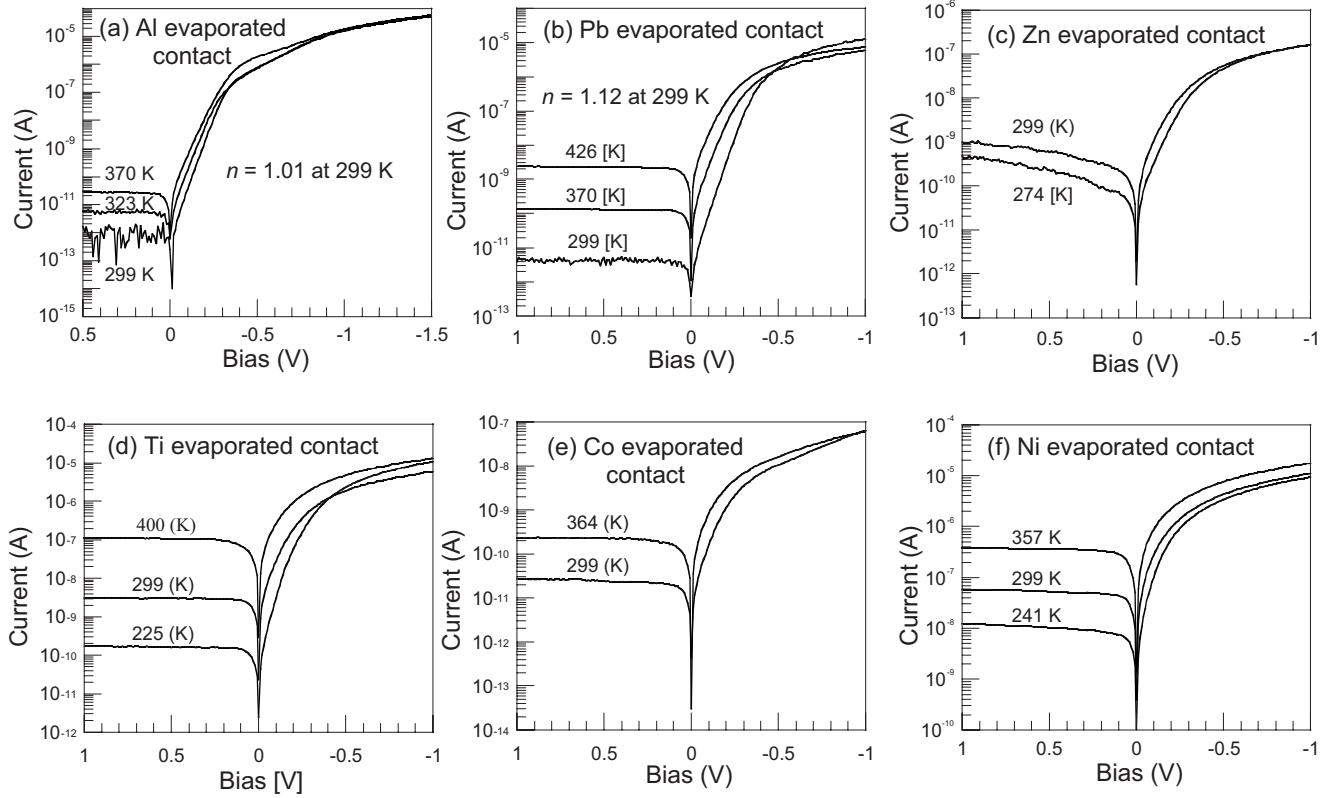 (a) Al evaporated
contact
Current (A)
10-5
10-7
10-9
10-11
10-13
10-15
370 K
323 K
299 K
n = 1.01 at 299 K
0.5
0
-0.5
-1
-1.5
Bias (V)
(b) Pb evaporated contact
Current (A)
10-5
10-7
10-9
10-11
10-13
n = 1.12 at 299 K
426 [K]
370 [K]
299 [K]
1
0.5
0
-0.5
-1
Bias (V)
(c) Zn evaporated contact
Current (A)
10-6
10-7
10-8
10-9
10-10
10-11
10-12
10-13
299 (K)
274 [K]
1
0.5
0
-0.5
-1
Bias (V)
(d) Ti evaporated contact
Current (A)
10-4
10-5
10-6
10-7
10-8
10-9
10-10
10-11
10-12
400 (K)
299 (K)
225 (K)
1
0.5
0
-0.5
-1
Bias [V]
(e) Co evaporated
contact
Current (A)
10-7
10-8
10-9
10-10
10-11
10-12
10-13
10-14
364 (K)
299 (K)
1
0.5
0
-0.5
-1
Bias (V)
(f) Ni evaporated contact
Current (A)
10-4
10-5
10-6
10-7
10-8
10-9
10-10
357 K
299 K
241 K
1
0.5
0
-0.5
-1
Bias (V)